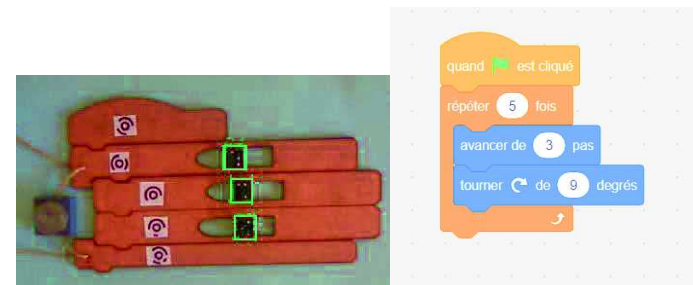 quand est cliqué
répéter 5 fois
avancer de 3 pas
tourner de 9 degrés